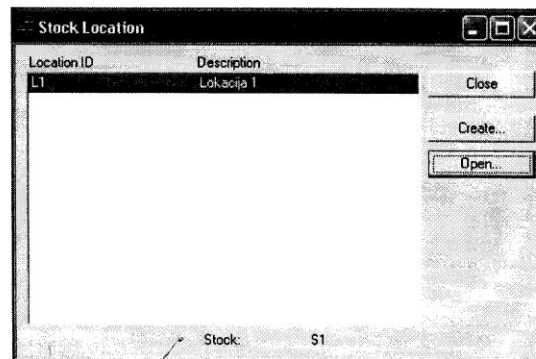 Stock Location
Location ID Description
L1 Lokacija 1
Close
Create...
Open...
Stock: S1